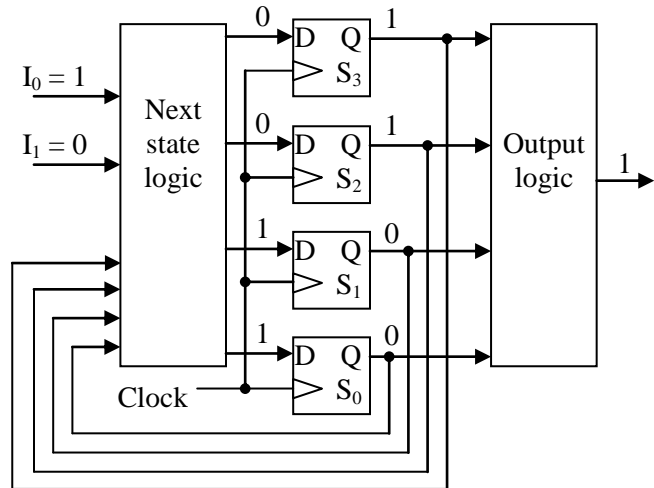 0 D Q 1
S₃
I₀ = 1
I₁ = 0
Next
state
logic
0 D Q 1
S₂
Output
logic
1
1 D Q 0
S₁
1 D Q 0
S₀
Clock